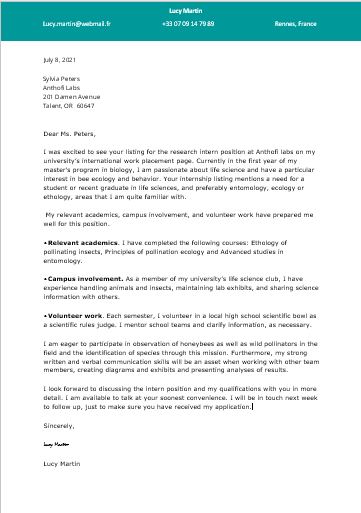 Lucy Martin
Lucy.martin@webmail.fr +33 07 09 14 79 89 Rennes, France
July 8, 2021
Sylvia Peters
Anthofi Labs
201 Damen Avenue
Talent, OR 60647
Dear Ms. Peters,
I was excited to see your listing for the research intern position at Anthofi labs on my
university's international work placement page. Currently in the first year of my
master's program in biology, I am passionate about life science and have a particular
interest in bee ecology and behavior. Your internship listing mentions a need for a
student or recent graduate in life sciences, and preferably entomology, ecology or
ethology, areas that I am quite familiar with.
My relevant academics, campus involvement, and volunteer work have prepared me
well for this position.
•Relevant academics. I have completed the following courses: Ethology of
pollinating insects, Principles of pollination ecology and Advanced studies in
entomology.
•Campus involvement. As a member of my university's life science club, I have
experience handling animals and insects, maintaining lab exhibits, and sharing science
information with others.
•Volunteer work. Each semester, I volunteer in a local high school scientific bowl as
a scientific rules judge. I mentor school teams and clarify information, as necessary.
I am eager to participate in observation of honeybees as well as wild pollinators in the
field and the identification of species through this mission. Furthermore, my strong
written and verbal communication skills will be an asset when working with other team
members, creating diagrams and exhibits and presenting analyses of results.
I look forward to discussing the intern position and my qualifications with you in more
detail. I am available to talk at your soonest convenience. I will be in touch next week
to follow up, just to make sure you have received my application.
Sincerely,
Lucy Martin
Lucy Martin